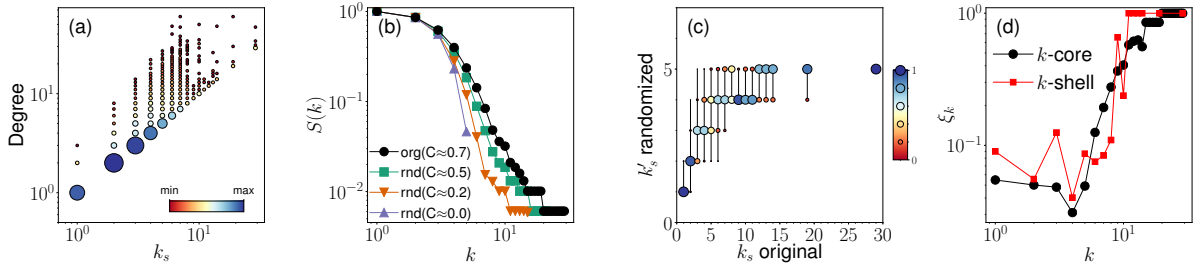 (a)
Degree
10^1
10^0
min
max
10^0
10^1
k_s
(b)
S(k)
10^0
10^-1
10^-2
org(C≈0.7)
rnd(C≈0.5)
rnd(C≈0.2)
rnd(C≈0.0)
10^0
10^1
k
(c)
k'_s randomized
5
1
0 5 10 15 20 25 30
k_s original
1
0
(d)
ξ_k
10^0
10^-1
k-core
k-shell
10^0
10^1
k